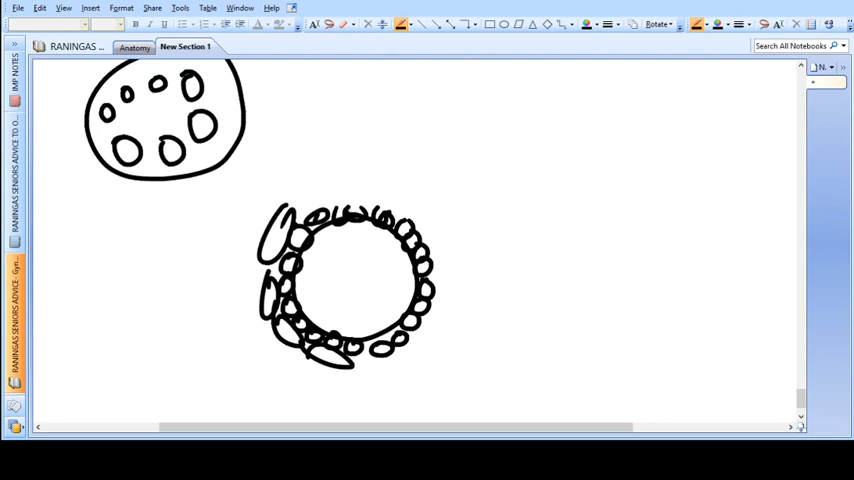 File Edit View Insert Format Share Tools Table Window Help
B I U
Rotate
RANINGAS ... Anatomy New Section 1
Search All Notebooks
N.
IMP NOTES
RANINGAS SENIORS ADVICE TO O
RANINGAS SENIORS ADVICE- Gyn